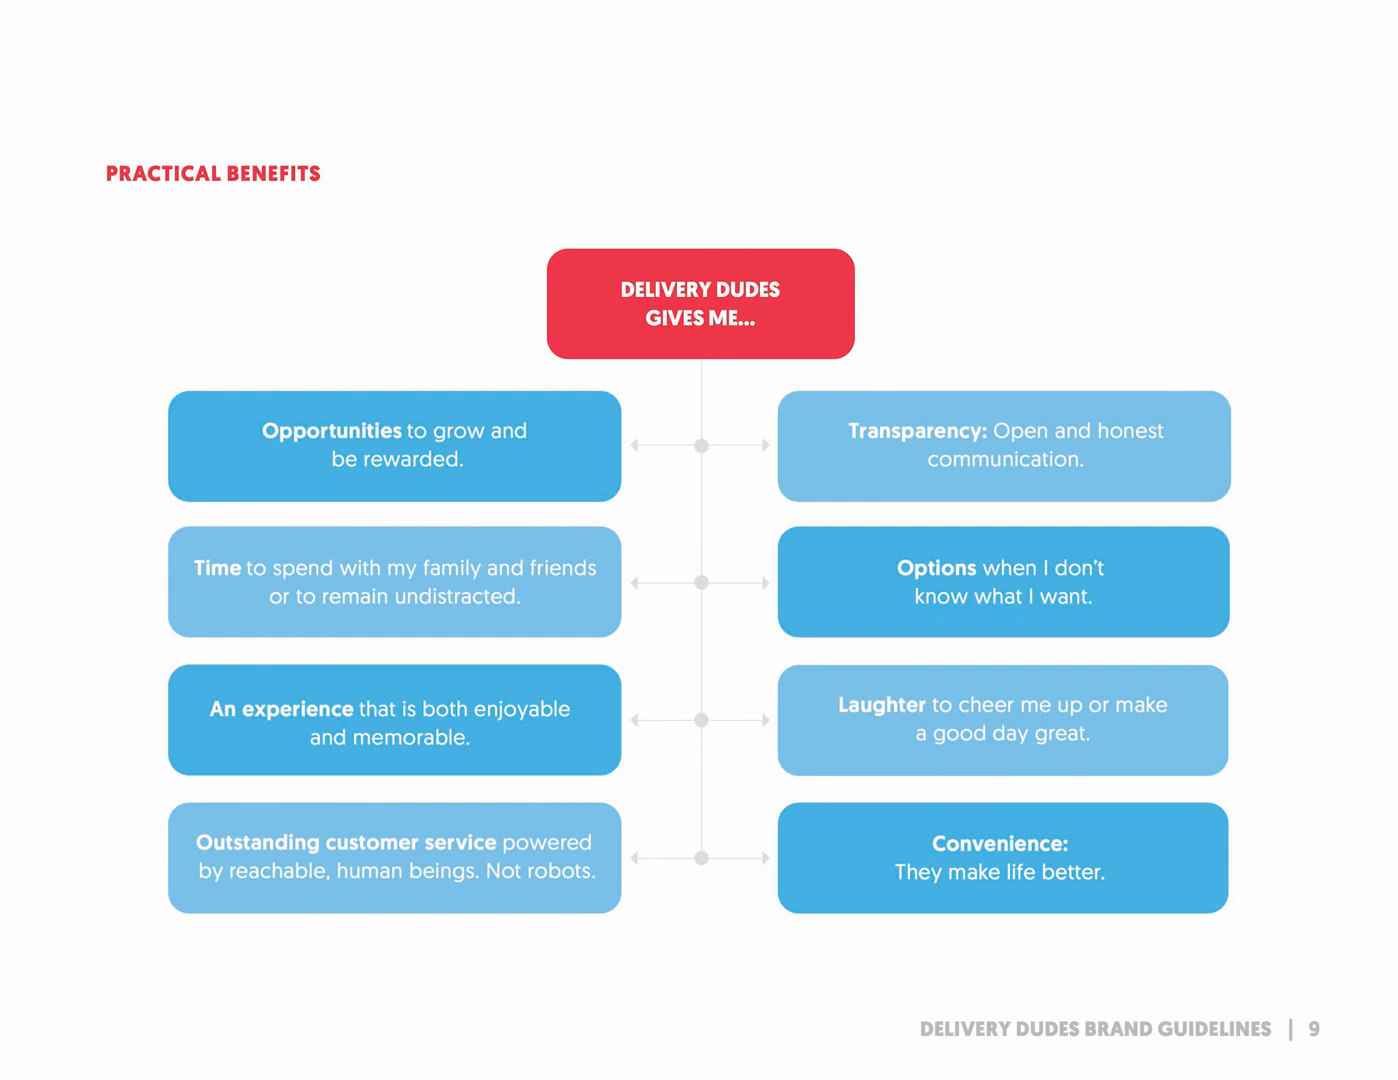 PRACTICAL BENEFITS
DELIVERY DUDES
GIVES ME...
Opportunities to grow and
be rewarded.
Transparency: Open and honest
communication.
Time to spend with my family and friends
or to remain undistracted.
Options when I don’t
know what I want.
An experience that is both enjoyable
and memorable.
Laughter to cheer me up or make
a good day great.
Outstanding customer service powered
by reachable, human beings. Not robots.
Convenience:
They make life better.
DELIVERY DUDES BRAND GUIDELINES | 9